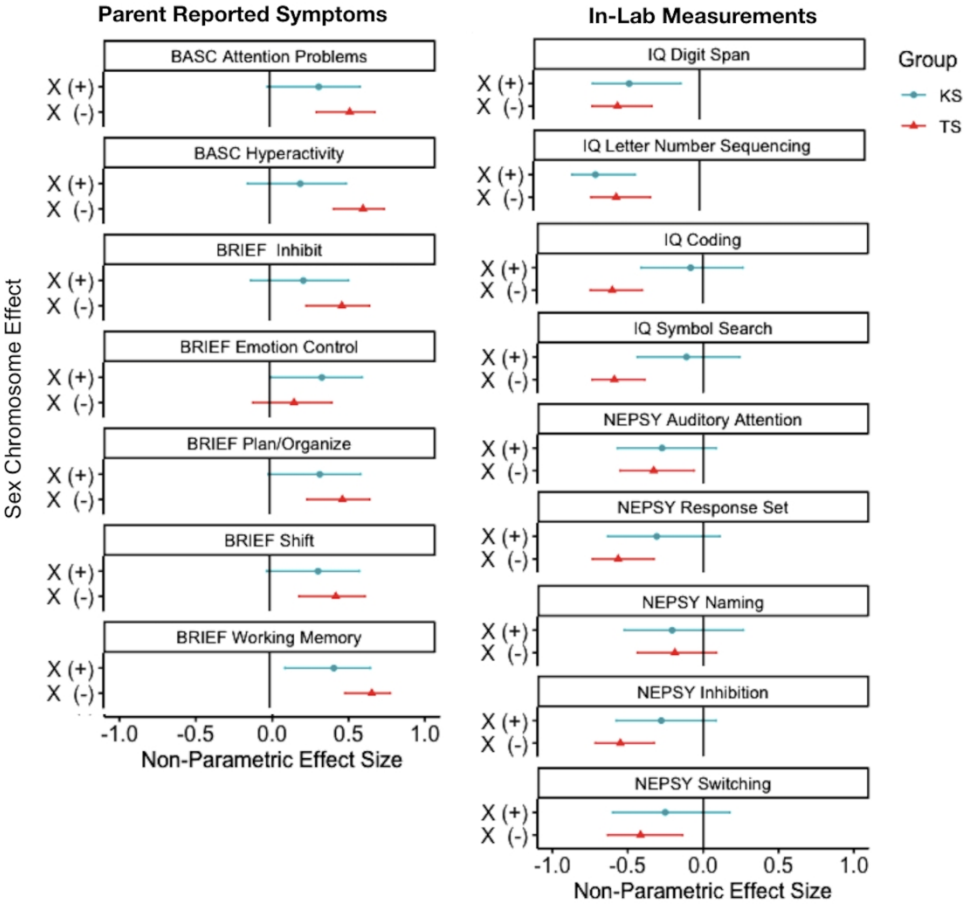 Parent Reported Symptoms
BASC Attention Problems
X (+)
X (-)
BASC Hyperactivity
X (+)
X (-)
BRIEF Inhibit
X (+)
X (-)
BRIEF Emotion Control
X (+)
X (-)
BRIEF Plan/Organize
X (+)
X (-)
BRIEF Shift
X (+)
X (-)
BRIEF Working Memory
X (+)
X (-)
-1.0 -0.5 0.0 0.5 1.0
Non-Parametric Effect Size
Sex Chromosome Effect
In-Lab Measurements
IQ Digit Span
X (+)
X (-)
IQ Letter Number Sequencing
X (+)
X (-)
IQ Coding
X (+)
X (-)
IQ Symbol Search
X (+)
X (-)
NEPSY Auditory Attention
X (+)
X (-)
NEPSY Response Set
X (+)
X (-)
NEPSY Naming
X (+)
X (-)
NEPSY Inhibition
X (+)
X (-)
NEPSY Switching
X (+)
X (-)
-1.0 -0.5 0.0 0.5 1.0
Non-Parametric Effect Size
Group
KS
TS